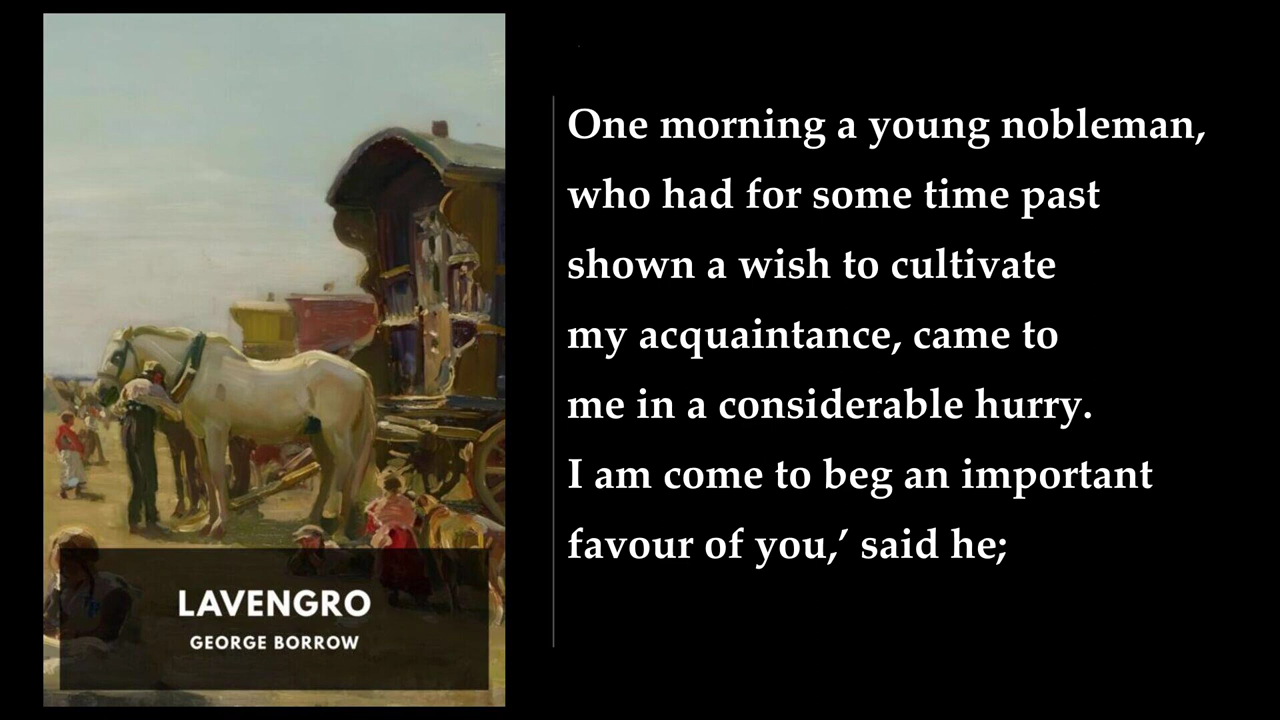 LAVENGRO
GEORGE BORROW
One morning a young nobleman,
who had for some time past
shown a wish to cultivate
my acquaintance, came to
me in a considerable hurry.
I am come to beg an important
favour of you,’ said he;